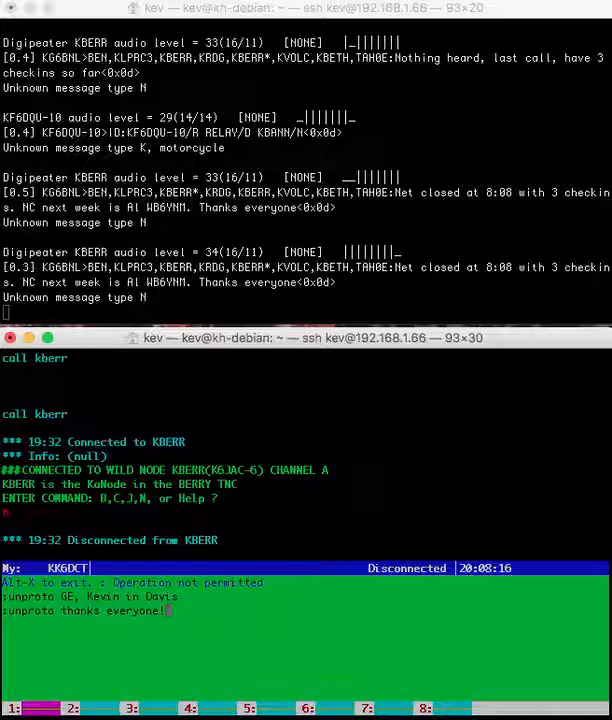 kev — kev@kh-debian: ~ — ssh kev@192.168.1.66 — 93×20
Digipeater KBERR audio level = 33(16/11) [NONE] |_|||||||
[0.4] KG6BNL>BEN,KLPRC3,KBERR,KRDG,KBERR*,KVOLC,KBETH,TAHOE:Nothing heard, last call, have 3
checkins so far<0x0d>
Unknown message type N
KF6DQU-10 audio level = 29(14/14) [NONE] _|||||||_
[0.4] KF6DQU-10>ID:KF6DQU-10/R RELAY/D KBANN/N<0x0d>
Unknown message type K, motorcycle
Digipeater KBERR audio level = 33(16/11) [NONE] __|||||||
[0.5] KG6BNL>BEN,KLPRC3,KBERR*,KRDG,KBERR,KVOLC,KBETH,TAHOE:Net closed at 8:08 with 3 checkin
s. NC next week is Al WB6YNM. Thanks everyone<0x0d>
Unknown message type N
Digipeater KBERR audio level = 34(16/11) [NONE] ||||||||_
[0.3] KG6BNL>BEN,KLPRC3,KBERR,KRDG,KBERR*,KVOLC,KBETH,TAHOE:Net closed at 8:08 with 3 checkin
s. NC next week is Al WB6YNM. Thanks everyone<0x0d>
Unknown message type N
kev — kev@kh-debian: ~ — ssh kev@192.168.1.66 — 93×30
call kberr
call kberr
*** 19:32 Connected to KBERR
*** Info: (null)
###CONNECTED TO WILD NODE KBERR(K6JAC-6) CHANNEL A
KBERR is the KaNode in the BERRY TNC
ENTER COMMAND: B,C,J,N, or Help ?
*** 19:32 Disconnected from KBERR
My: KK6DCT| Disconnected |20:08:16
Alt-X to exit. : Operation not permitted
:unproto GE, Kevin in Davis
:unproto thanks everyone!
1: 2: 3: 4: 5: 6: 7: 8: